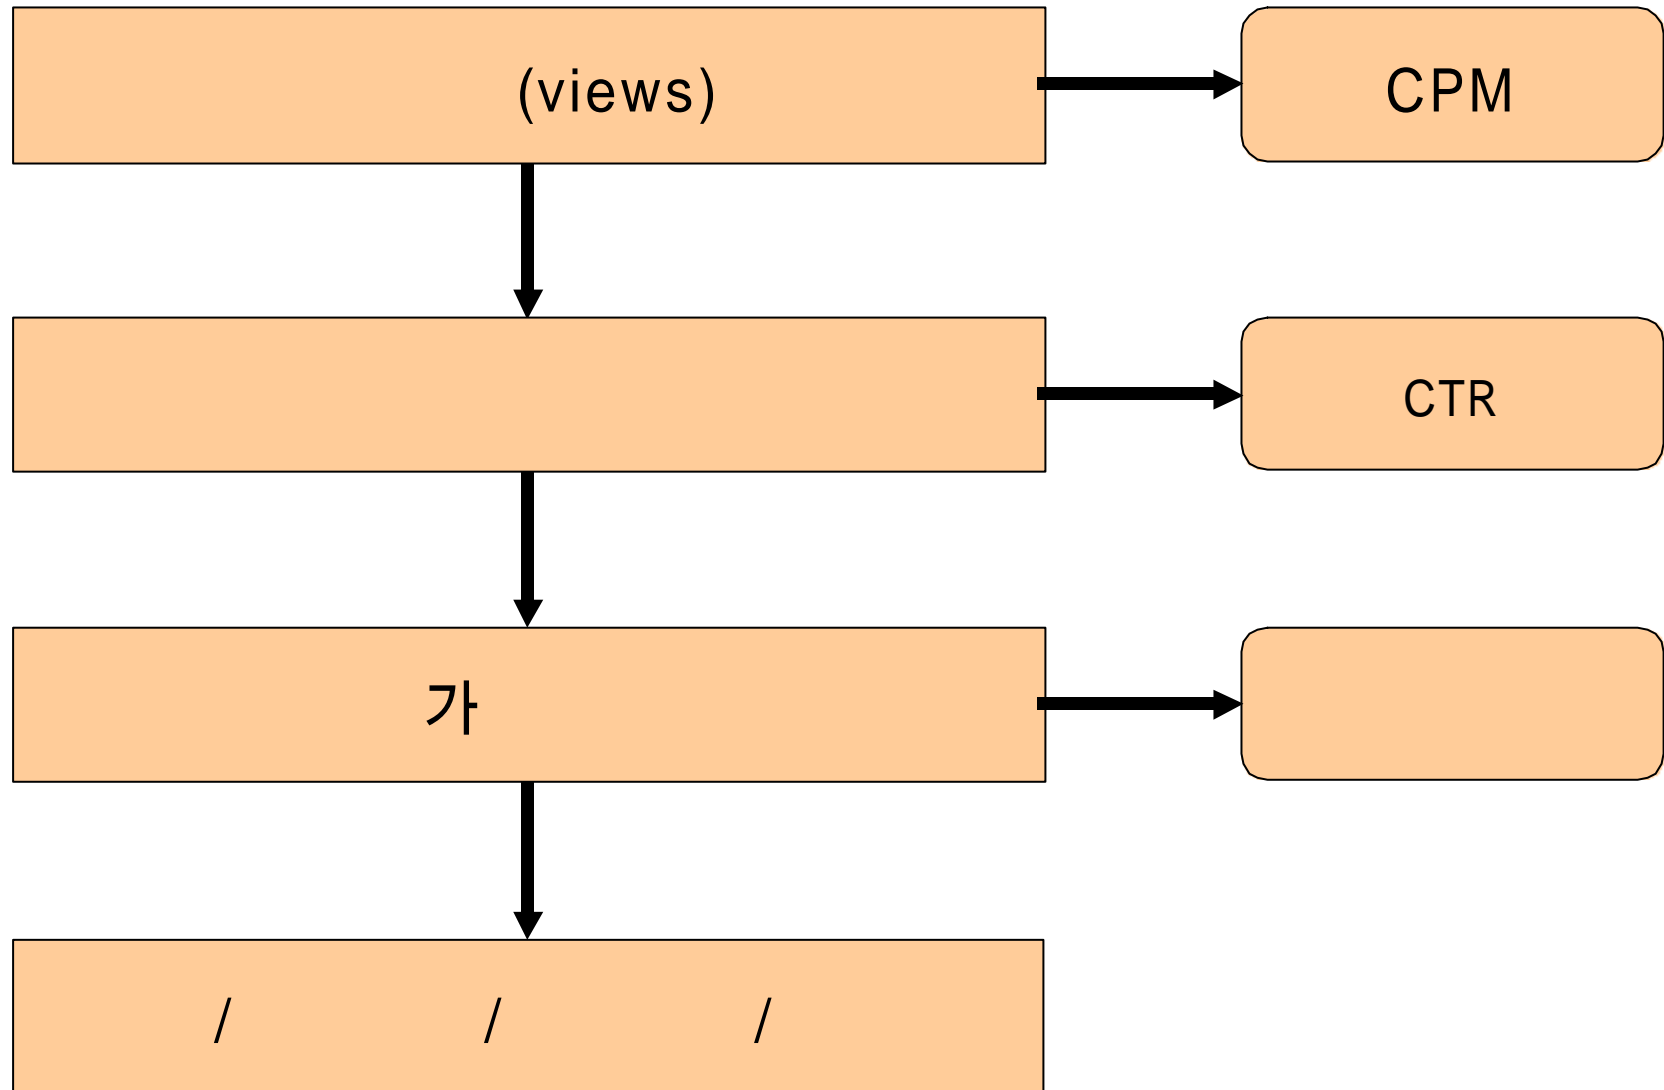 (views)
CPM
CTR
가
/ / /